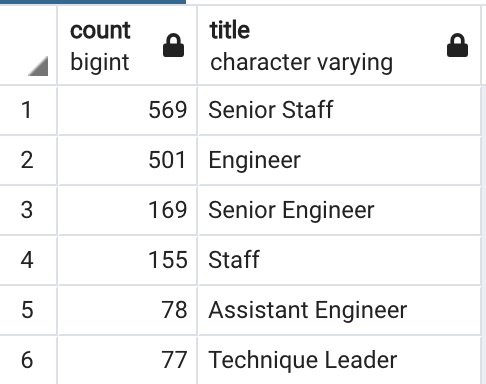 count title
bigint character varying
1 569 Senior Staff
2 501 Engineer
3 169 Senior Engineer
4 155 Staff
5 78 Assistant Engineer
6 77 Technique Leader